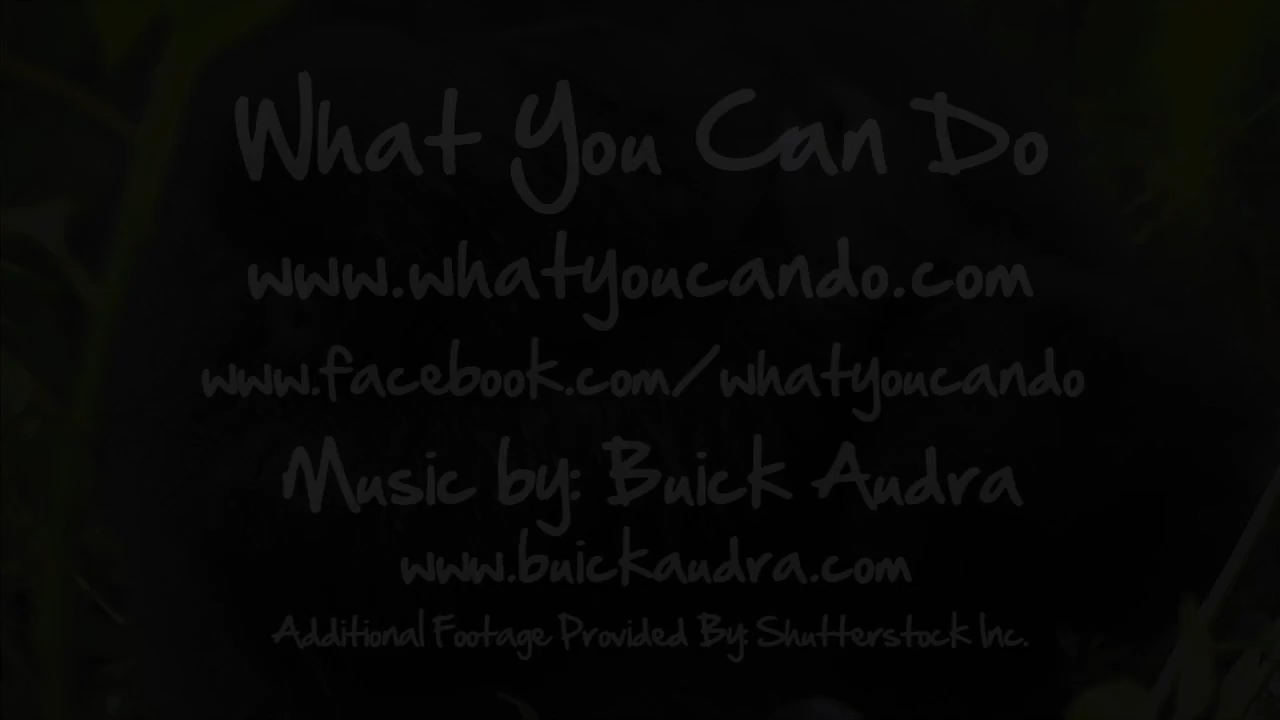 What You Can Do
www.whatyoucando.com
www.facebook.com/whatyoucando
Music by: Buick Audra
www.buickaudra.com
Additional Footage Provided By: Shutterstock Inc.